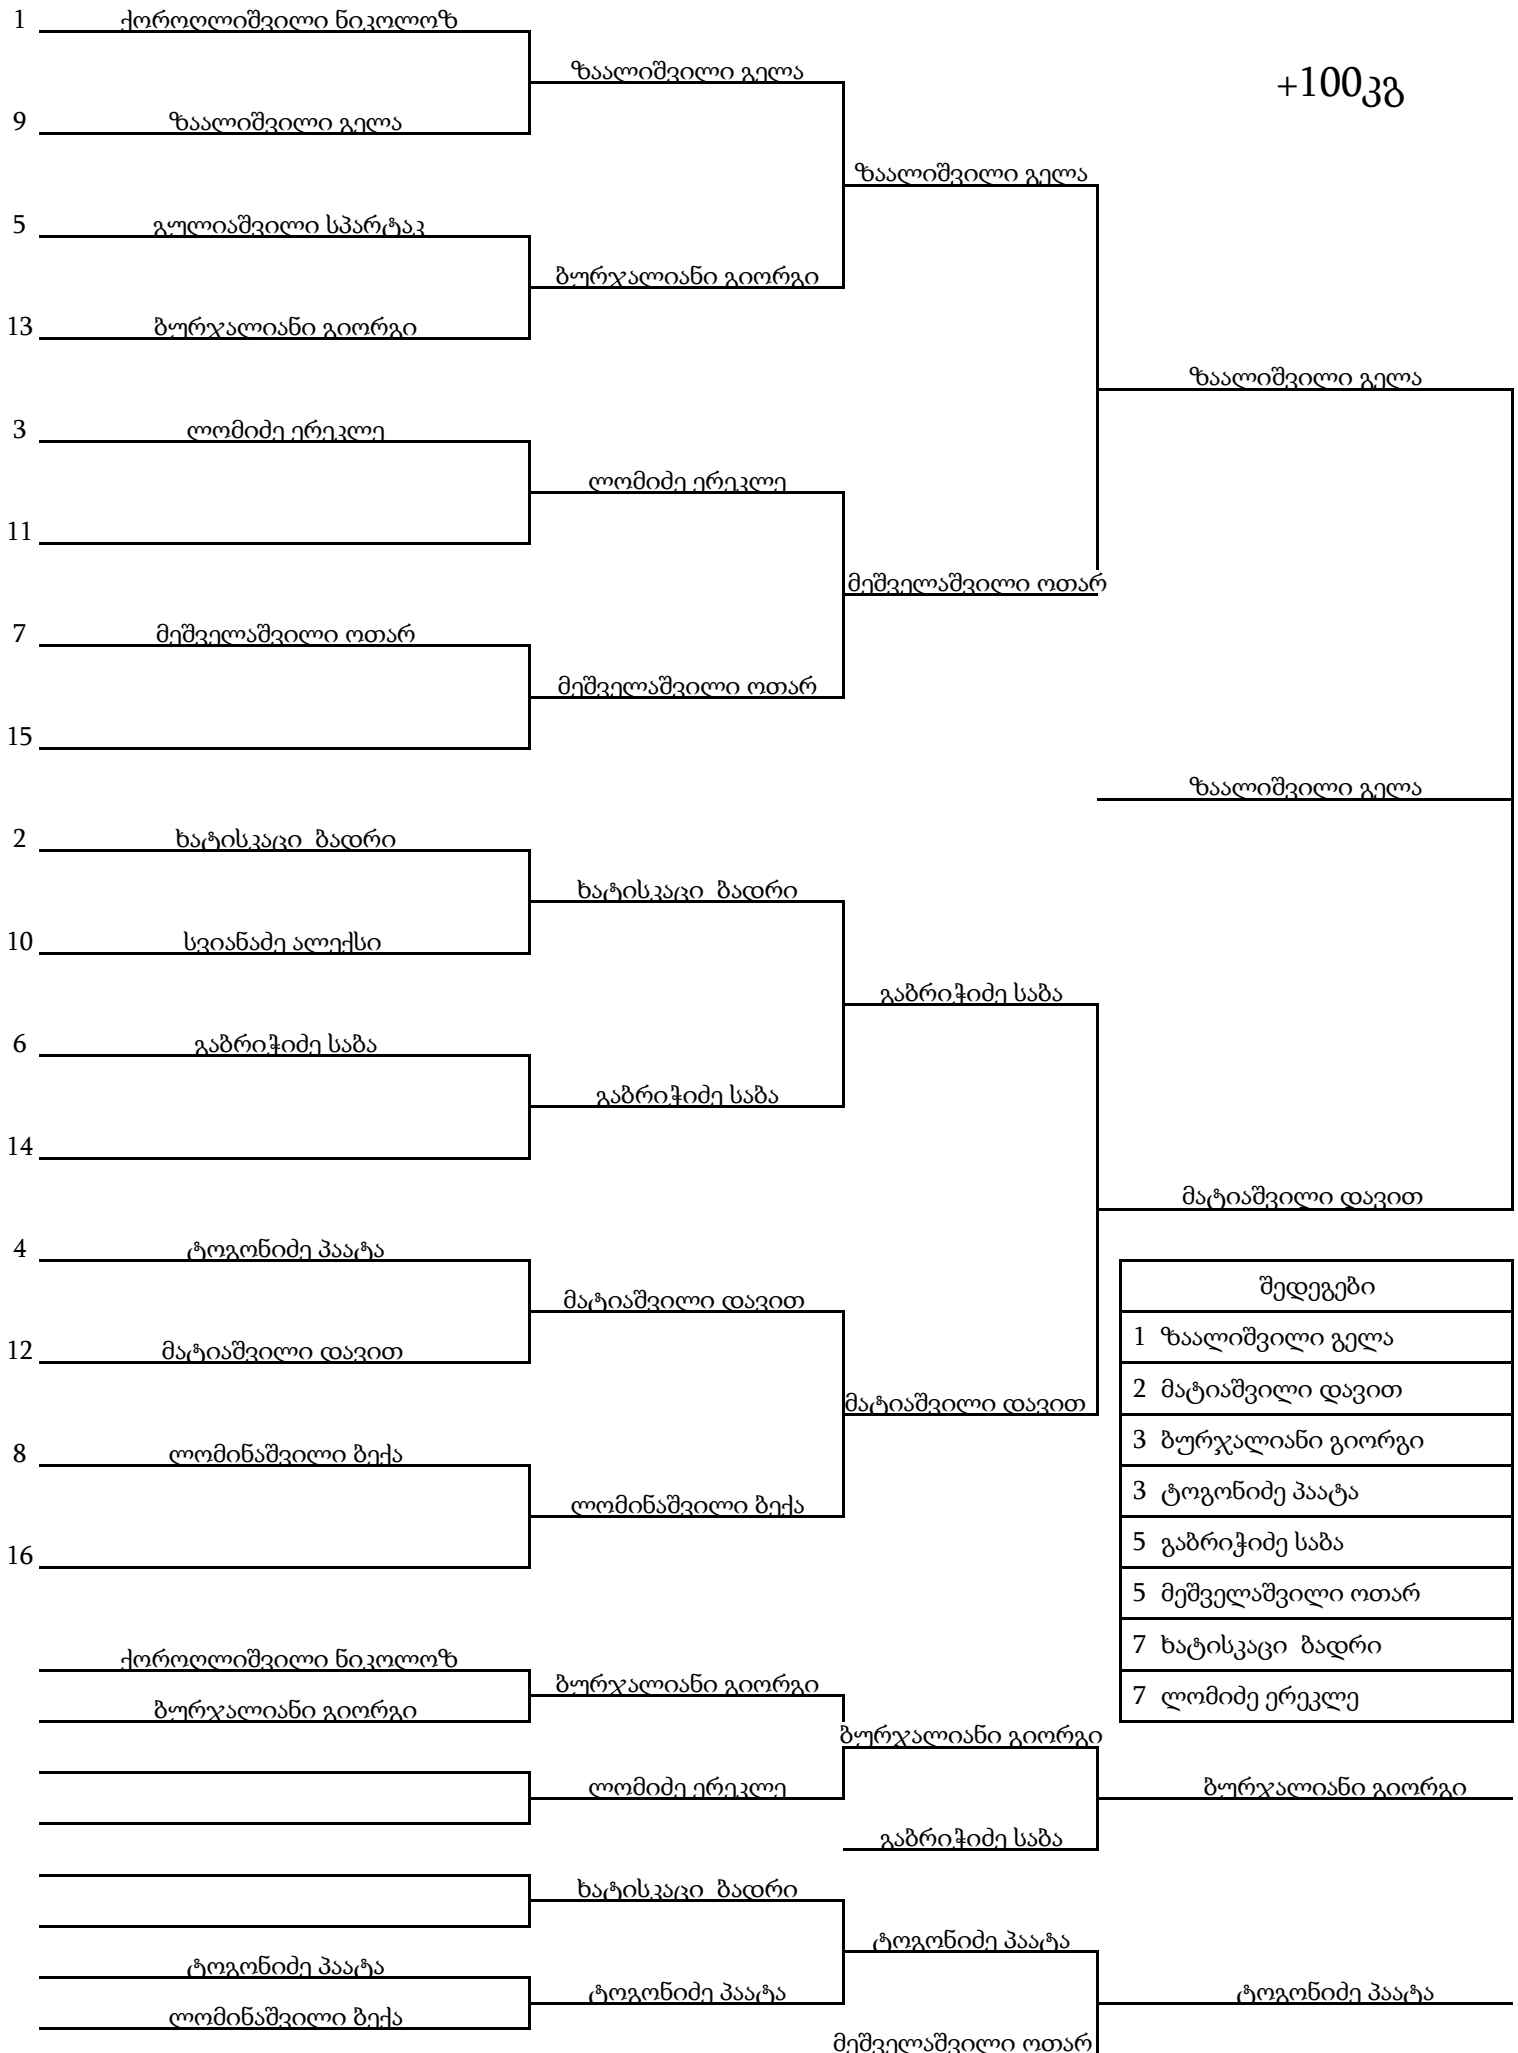 1 ქოროღლიშვილი ნიკოლოზ
ზაალიშვილი გელა
+100კგ
9 ზაალიშვილი გელა
ზაალიშვილი გელა
5 გულიაშვილი სპარტაკ
ბურჯალიანი გიორგი
13 ბურჯალიანი გიორგი
ზაალიშვილი გელა
3 ლომიძე ერეკლე
ლომიძე ერეკლე
11
მეშველაშვილი ოთარ
7 მეშველაშვილი ოთარ
მეშველაშვილი ოთარ
15
ზაალიშვილი გელა
2 ხატისკაცი  ბადრი
ხატისკაცი  ბადრი
10 სვიანაძე ალექსი
გაბრიჭიძე საბა
6 გაბრიჭიძე საბა
გაბრიჭიძე საბა
14
მატიაშვილი დავით
4 ტოგონიძე პაატა
მატიაშვილი დავით
12 მატიაშვილი დავით
მატიაშვილი დავით
8 ლომინაშვილი ბექა
ლომინაშვილი ბექა
16
შედეგები
1 ზაალიშვილი გელა
2 მატიაშვილი დავით
3 ბურჯალიანი გიორგი
3 ტოგონიძე პაატა
5 გაბრიჭიძე საბა
5 მეშველაშვილი ოთარ
7 ხატისკაცი  ბადრი
7 ლომიძე ერეკლე
ქოროღლიშვილი ნიკოლოზ
ბურჯალიანი გიორგი
ბურჯალიანი გიორგი
ბურჯალიანი გიორგი
ლომიძე ერეკლე
ბურჯალიანი გიორგი
გაბრიჭიძე საბა
ხატისკაცი  ბადრი
ტოგონიძე პაატა
ტოგონიძე პაატა
ტოგონიძე პაატა
ტოგონიძე პაატა
ლომინაშვილი ბექა
მეშველაშვილი ოთარ